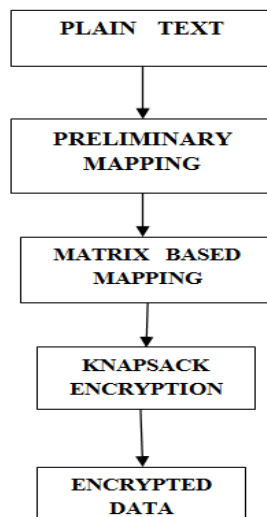 PLAIN TEXT
PRELIMINARY
MAPPING
MATRIX BASED
MAPPING
KNAPSACK
ENCRYPTION
ENCRYPTED
DATA